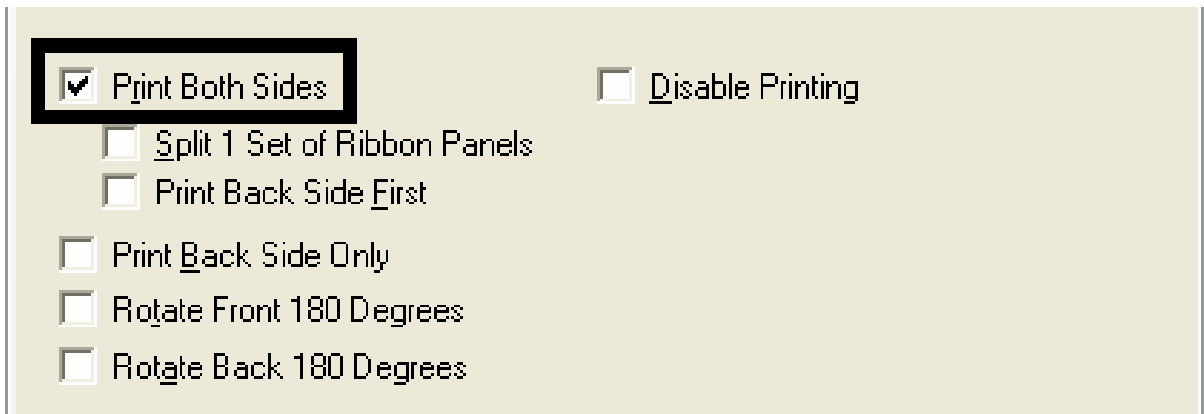 Print Both Sides
Disable Printing
Split 1 Set of Ribbon Panels
Print Back Side First
Print Back Side Only
Rotate Front 180 Degrees
Rotate Back 180 Degrees